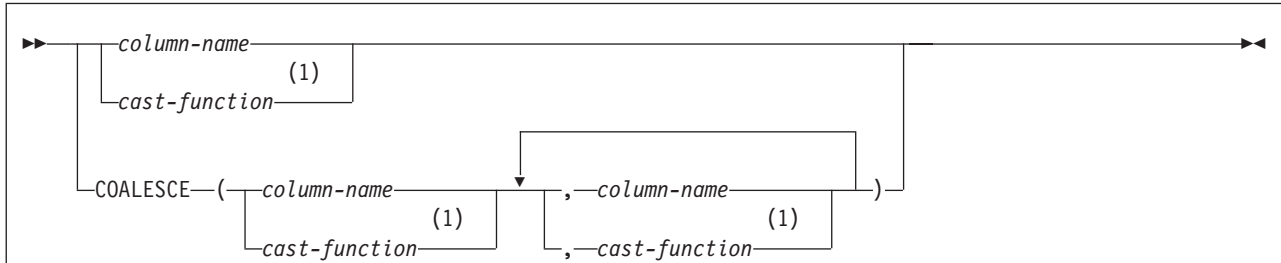 column-name
(1)
cast-function
COALESCE ( column-name , column-name )
(1) (1)
cast-function , cast-function